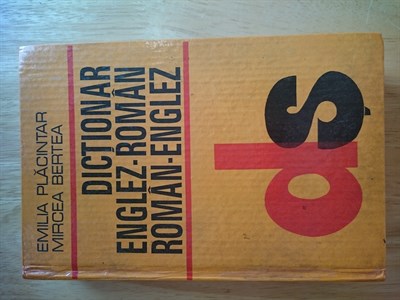 EMILIA PLĂCINTAR
MIRCEA BERTEA
DICȚIONAR
ENGLEZ-ROMÂN
ROMÂN-ENGLEZ
ds